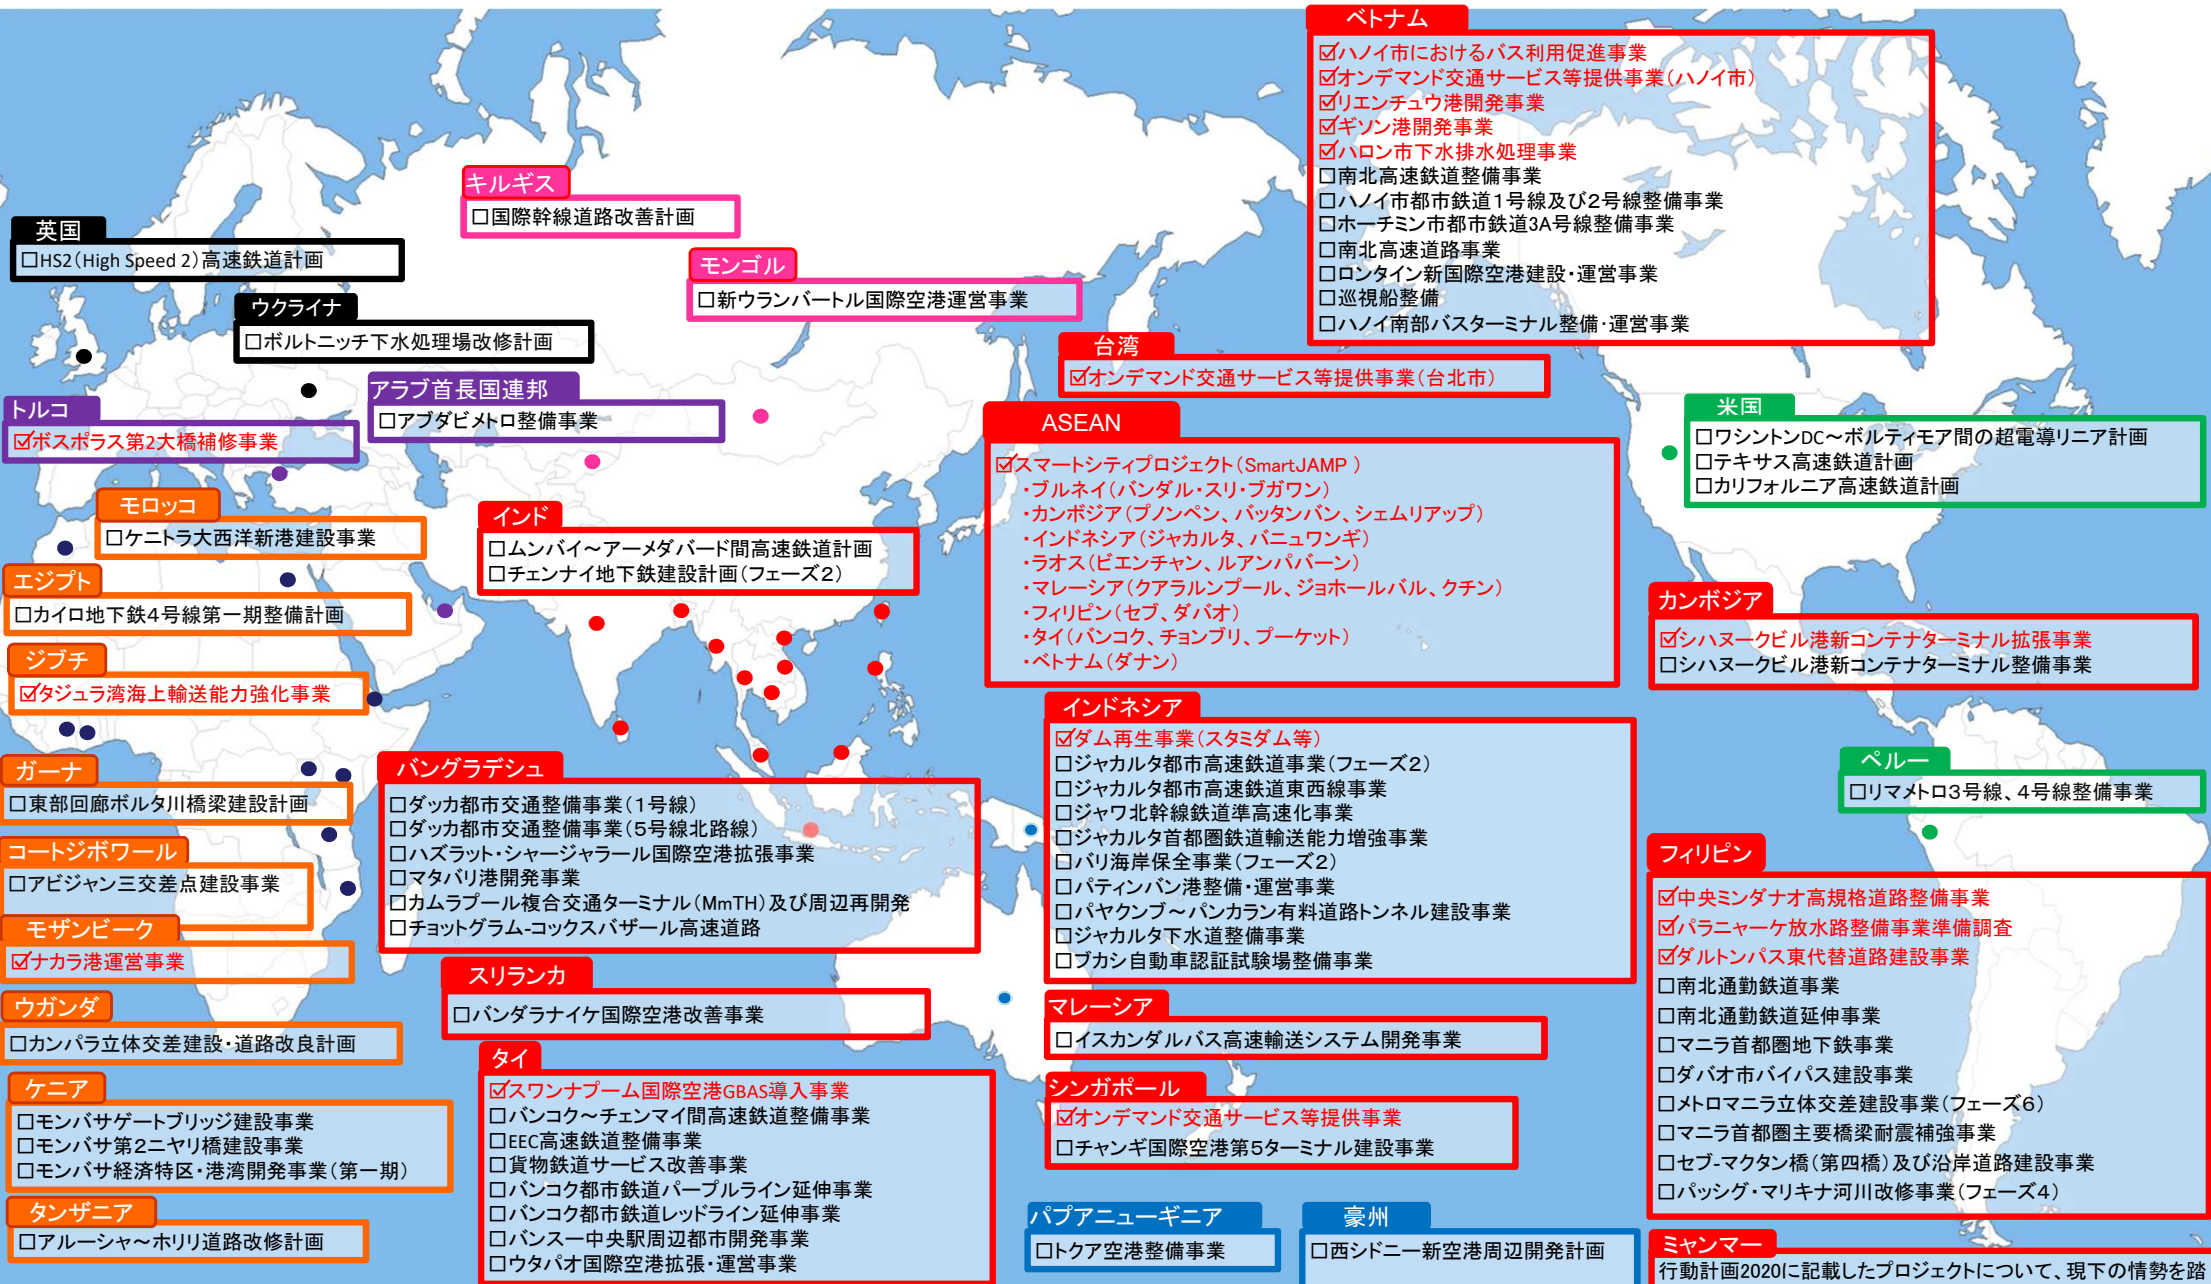 英国
□HS2(High Speed 2)高速鉄道計画
ウクライナ
□ボルトニッチ下水処理場改修計画
キルギス
□国際幹線道路改善計画
モンゴル
□新ウランバートル国際空港運営事業
トルコ
☑ボスポラス第2大橋補修事業
アラブ首長国連邦
□アブダビメトロ整備事業
モロッコ
□ケニトラ大西洋新港建設事業
エジプト
□カイロ地下鉄4号線第一期整備計画
ジブチ
☑タジュラ湾海上輸送能力強化事業
ガーナ
□東部回廊ボルタ川橋梁建設計画
コートジボワール
□アビジャン三交差点建設事業
モザンビーク
☑ナカラ港運営事業
ウガンダ
□カンパラ立体交差建設・道路改良計画
ケニア
□モンバサゲートブリッジ建設事業
□モンバサ第2ニヤリ橋建設事業
□モンバサ経済特区・港湾開発事業(第一期)
タンザニア
□アルーシャ～ホリリ道路改修計画
インド
□ムンバイ～アーメダバード間高速鉄道計画
□チェンナイ地下鉄建設計画(フェーズ2)
バングラデシュ
□ダッカ都市交通整備事業(1号線)
□ダッカ都市交通整備事業(5号線北路線)
□ハズラット・シャージャラール国際空港拡張事業
□マタバリ港開発事業
□カムラプール複合交通ターミナル(MmTH)及び周辺再開発
□チョットグラム-コックスバザール高速道路
スリランカ
□バンダラナイケ国際空港改善事業
タイ
☑スワンナプーム国際空港GBAS導入事業
□バンコク～チェンマイ間高速鉄道整備事業
□EEC高速鉄道整備事業
□貨物鉄道サービス改善事業
□バンコク都市鉄道パープルライン延伸事業
□バンコク都市鉄道レッドライン延伸事業
□バンスー中央駅周辺都市開発事業
□ウタパオ国際空港拡張・運営事業
ベトナム
☑ハノイ市におけるバス利用促進事業
☑オンデマンド交通サービス等提供事業(ハノイ市)
☑リエンチュウ港開発事業
☑ギソン港開発事業
☑ハロン市下水排水処理事業
□南北高速鉄道整備事業
□ハノイ市都市鉄道1号線及び2号線整備事業
□ホーチミン市都市鉄道3A号線整備事業
□南北高速道路事業
□ロンタイン新国際空港建設・運営事業
□巡視船整備
□ハノイ南部バスターミナル整備・運営事業
台湾
☑オンデマンド交通サービス等提供事業(台北市)
ASEAN
☑スマートシティプロジェクト(SmartJAMP )
・ブルネイ(バンダル・スリ・ブガワン)
・カンボジア(プノンペン、バッタンバン、シェムリアップ)
・インドネシア(ジャカルタ、バニュワンギ)
・ラオス(ビエンチャン、ルアンパバーン)
・マレーシア(クアラルンプール、ジョホールバル、クチン)
・フィリピン(セブ、ダバオ)
・タイ(バンコク、チョンブリ、プーケット)
・ベトナム(ダナン)
インドネシア
☑ダム再生事業(スタミダム等)
□ジャカルタ都市高速鉄道事業(フェーズ2)
□ジャカルタ都市高速鉄道東西線事業
□ジャワ北幹線鉄道準高速化事業
□ジャカルタ首都圏鉄道輸送能力増強事業
□バリ海岸保全事業(フェーズ2)
□パティンバン港整備・運営事業
□パヤクンブ～パンカラン有料道路トンネル建設事業
□ジャカルタ下水道整備事業
□ブカシ自動車認証試験場整備事業
マレーシア
□イスカンダルバス高速輸送システム開発事業
シンガポール
☑オンデマンド交通サービス等提供事業
□チャンギ国際空港第5ターミナル建設事業
パプアニューギニア
□トクア空港整備事業
豪州
□西シドニー新空港周辺開発計画
米国
□ワシントンDC～ボルティモア間の超電導リニア計画
□テキサス高速鉄道計画
□カリフォルニア高速鉄道計画
カンボジア
☑シハヌークビル港新コンテナターミナル拡張事業
□シハヌークビル港新コンテナターミナル整備事業
ペルー
□リマメトロ3号線、4号線整備事業
フィリピン
☑中央ミンダナオ高規格道路整備事業
☑パラニャーケ放水路整備事業準備調査
☑ダルトンパス東代替道路建設事業
□南北通勤鉄道事業
□南北通勤鉄道延伸事業
□マニラ首都圏地下鉄事業
□ダバオ市バイパス建設事業
□メトロマニラ立体交差建設事業(フェーズ6)
□マニラ首都圏主要橋梁耐震補強事業
□セブ-マクタン橋(第四橋)及び沿岸道路建設事業
□パッシグ・マリキナ河川改修事業(フェーズ4)
ミャンマー
行動計画2020に記載したプロジェクトについて、現下の情勢を踏